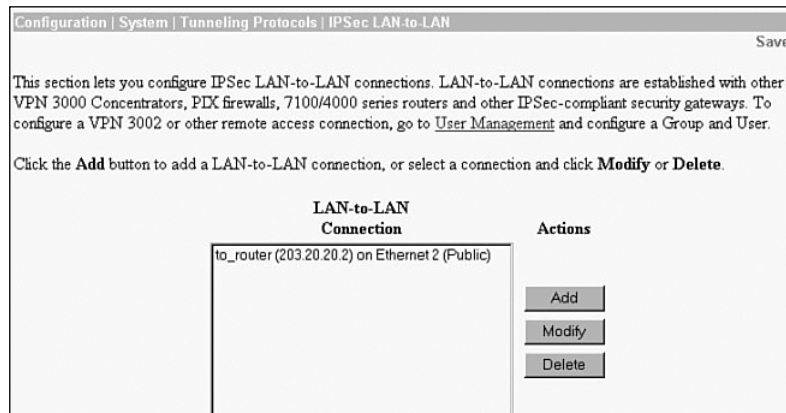 Configuration | System | Tunneling Protocols | IPSec LAN-to-LAN
Save
This section lets you configure IPSec LAN-to-LAN connections. LAN-to-LAN connections are established with other
VPN 3000 Concentrators, PIX firewalls, 7100/4000 series routers and other IPSec-compliant security gateways. To
configure a VPN 3002 or other remote access connection, go to User Management and configure a Group and User.
Click the Add button to add a LAN-to-LAN connection, or select a connection and click Modify or Delete.
LAN-to-LAN
Connection
Actions
to_router (203.20.20.2) on Ethernet 2 (Public)
Add
Modify
Delete